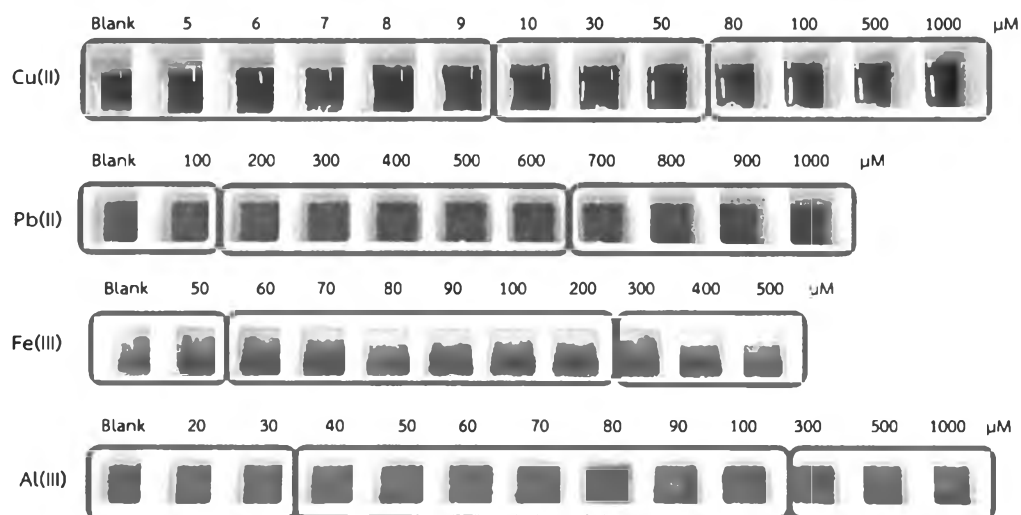 Blank 5 6 7 8 9 10 30 50 80 100 500 1000 μM
Cu(II)
Blank 100 200 300 400 500 600 700 800 900 1000 μM
Pb(II)
Blank 50 60 70 80 90 100 200 300 400 500 μM
Fe(III)
Blank 20 30 40 50 60 70 80 90 100 300 500 1000 μM
Al(III)